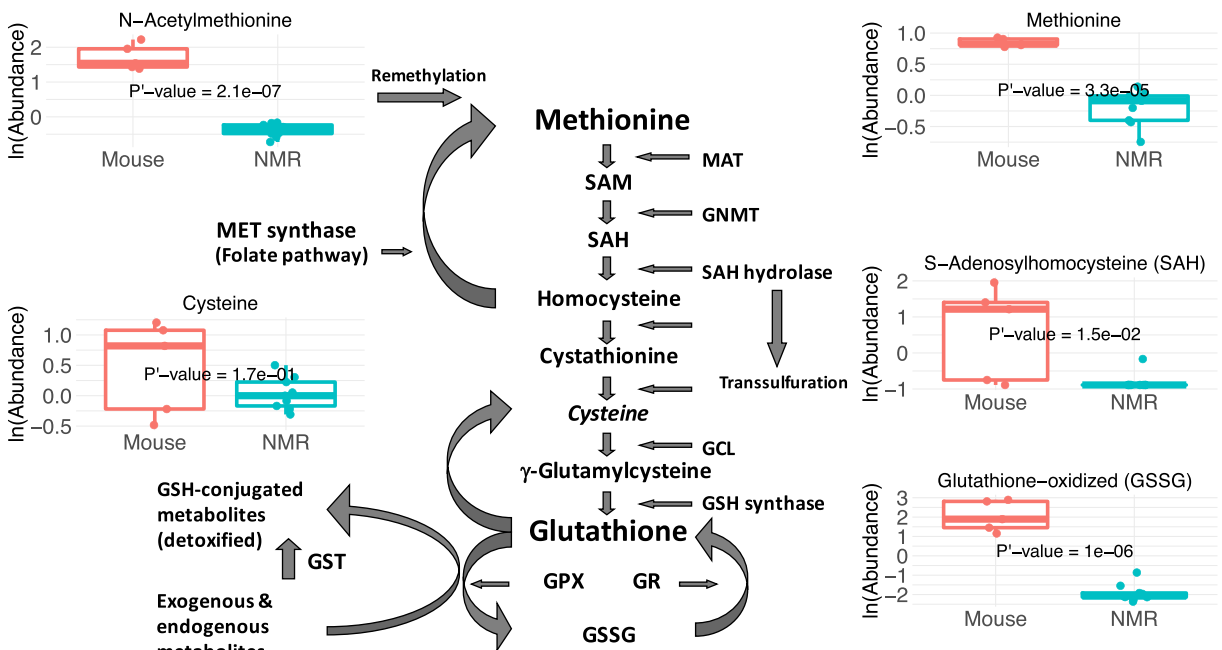 N−Acetylmethionine
ln(Abundance)
2
1
0
P'−value = 2.1e−07
Mouse
NMR
Remethylation
Methionine
ln(Abundance)
1.0
0.5
0.0
−0.5
P'−value = 3.3e−05
Mouse
NMR
Methionine
MAT
SAM
GNMT
SAH
MET synthase
(Folate pathway)
SAH hydrolase
Homocysteine
Cystathionine
Transsulfuration
Cysteine
GCL
γ-Glutamylcysteine
GSH synthase
Glutathione
GPX
GR
GSSG
S−Adenosylhomocysteine (SAH)
ln(Abundance)
2
1
0
−1
P'−value = 1.5e−02
Mouse
NMR
Cysteine
ln(Abundance)
1.0
0.5
0.0
−0.5
P'−value = 1.7e−01
Mouse
NMR
Glutathione−oxidized (GSSG)
ln(Abundance)
3
2
1
0
−1
−2
P'−value = 1e−06
Mouse
NMR
GSH-conjugated
metabolites
(detoxified)
GST
Exogenous &
endogenous
metabolites